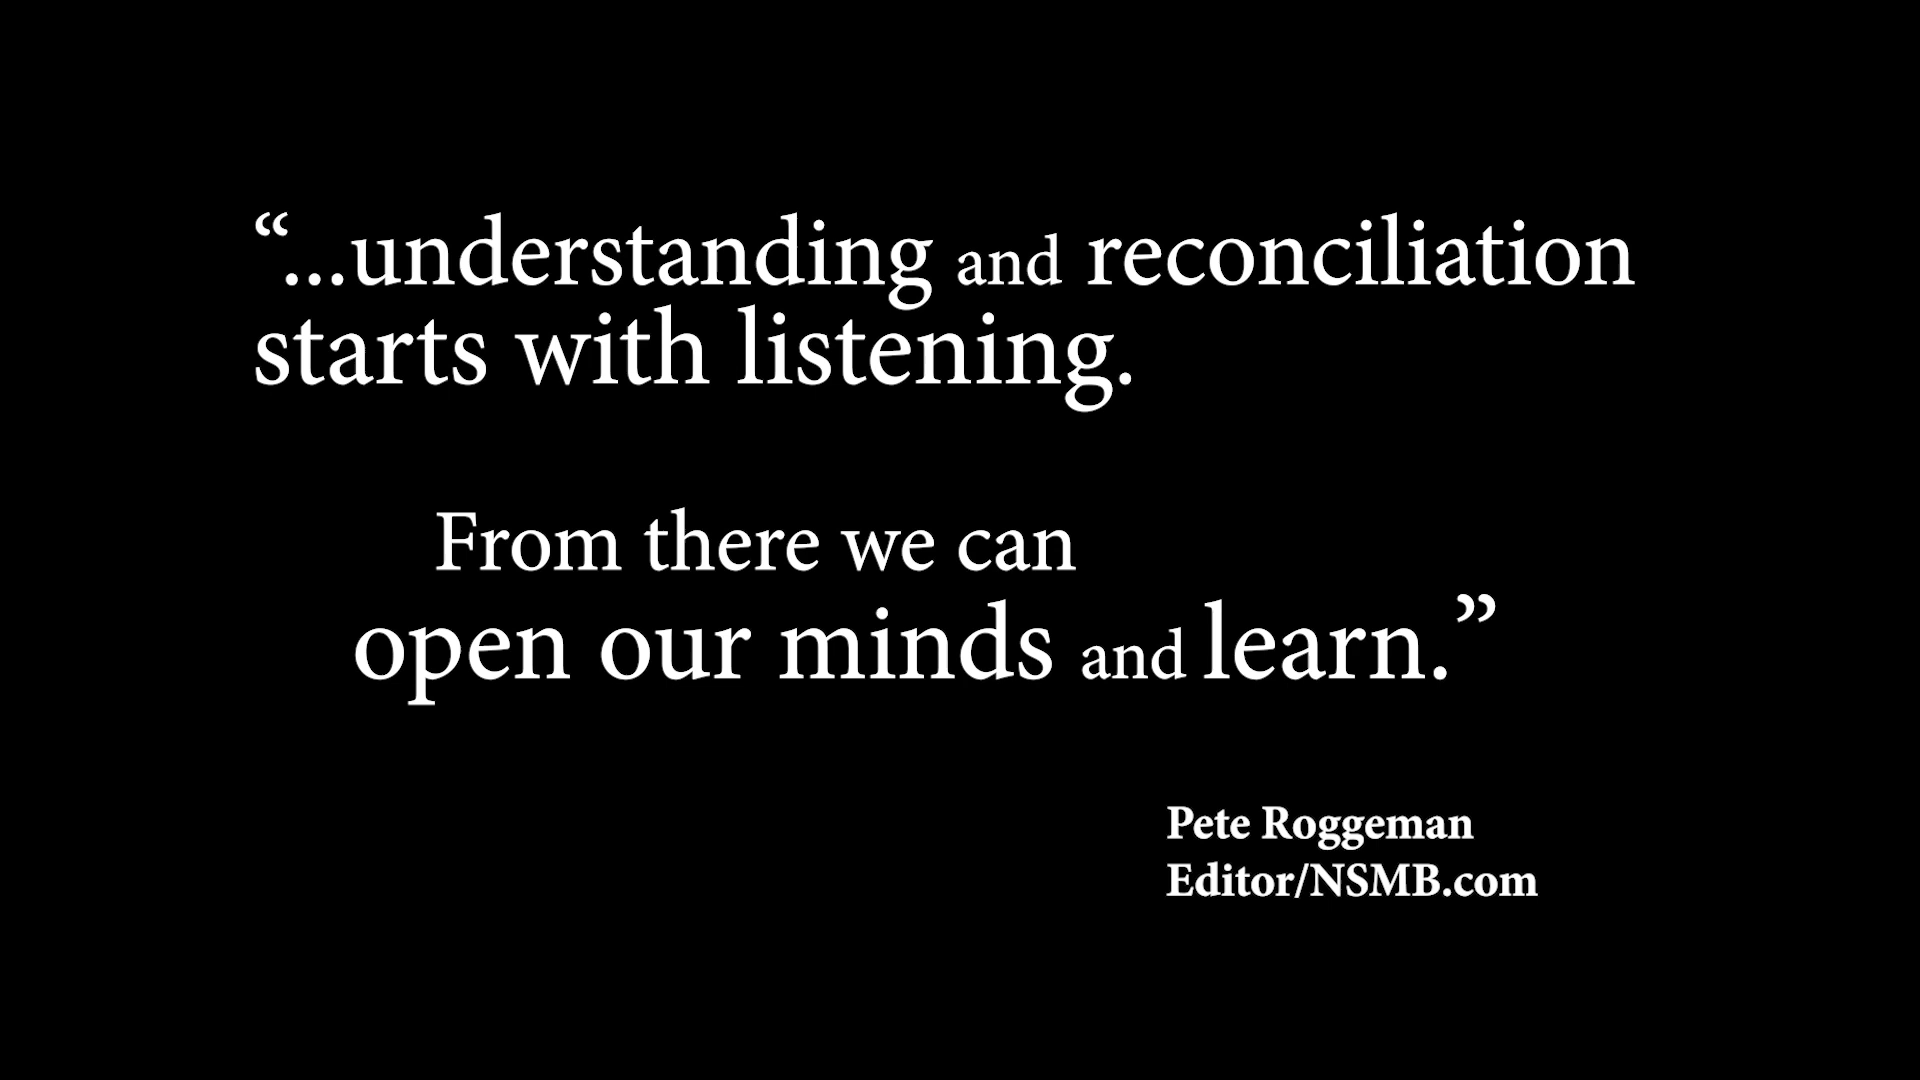 “...understanding and reconciliation
starts with listening.
From there we can
open our minds and learn.”
Pete Roggeman
Editor/NSMB.com